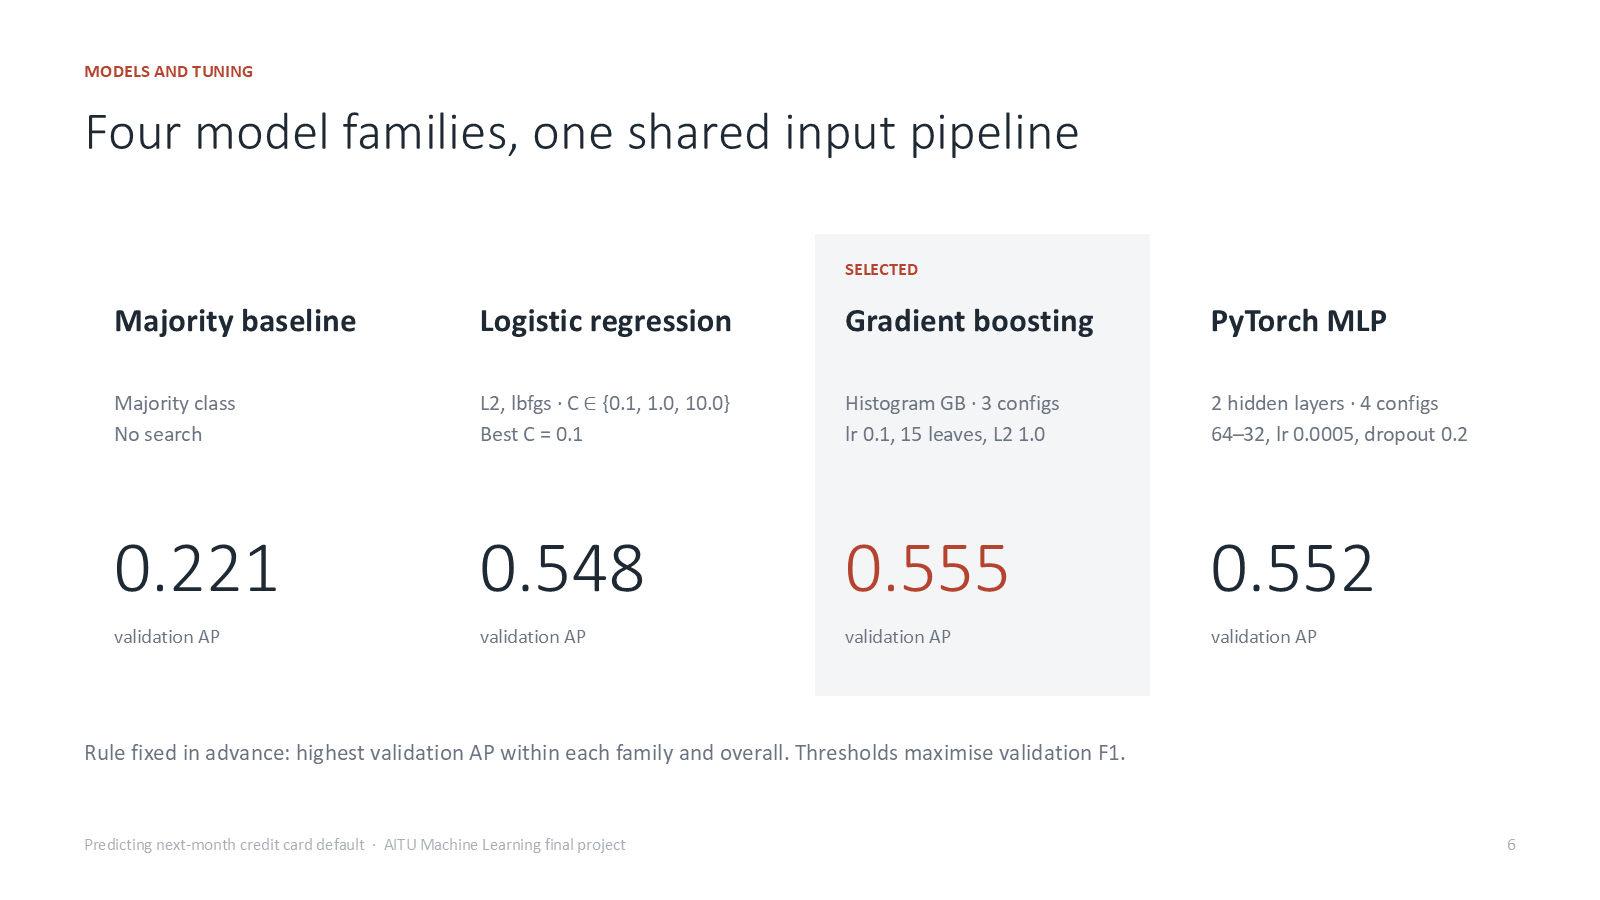 MODELS AND TUNING
Four model families, one shared input pipeline
Majority baseline
Majority class
No search
0.221
validation AP
Logistic regression
L2, lbfgs · C ∈ {0.1, 1.0, 10.0}
Best C = 0.1
0.548
validation AP
SELECTED
Gradient boosting
Histogram GB · 3 configs
lr 0.1, 15 leaves, L2 1.0
0.555
validation AP
PyTorch MLP
2 hidden layers · 4 configs
64–32, lr 0.0005, dropout 0.2
0.552
validation AP
Rule fixed in advance: highest validation AP within each family and overall. Thresholds maximise validation F1.
Predicting next-month credit card default · AITU Machine Learning final project
6